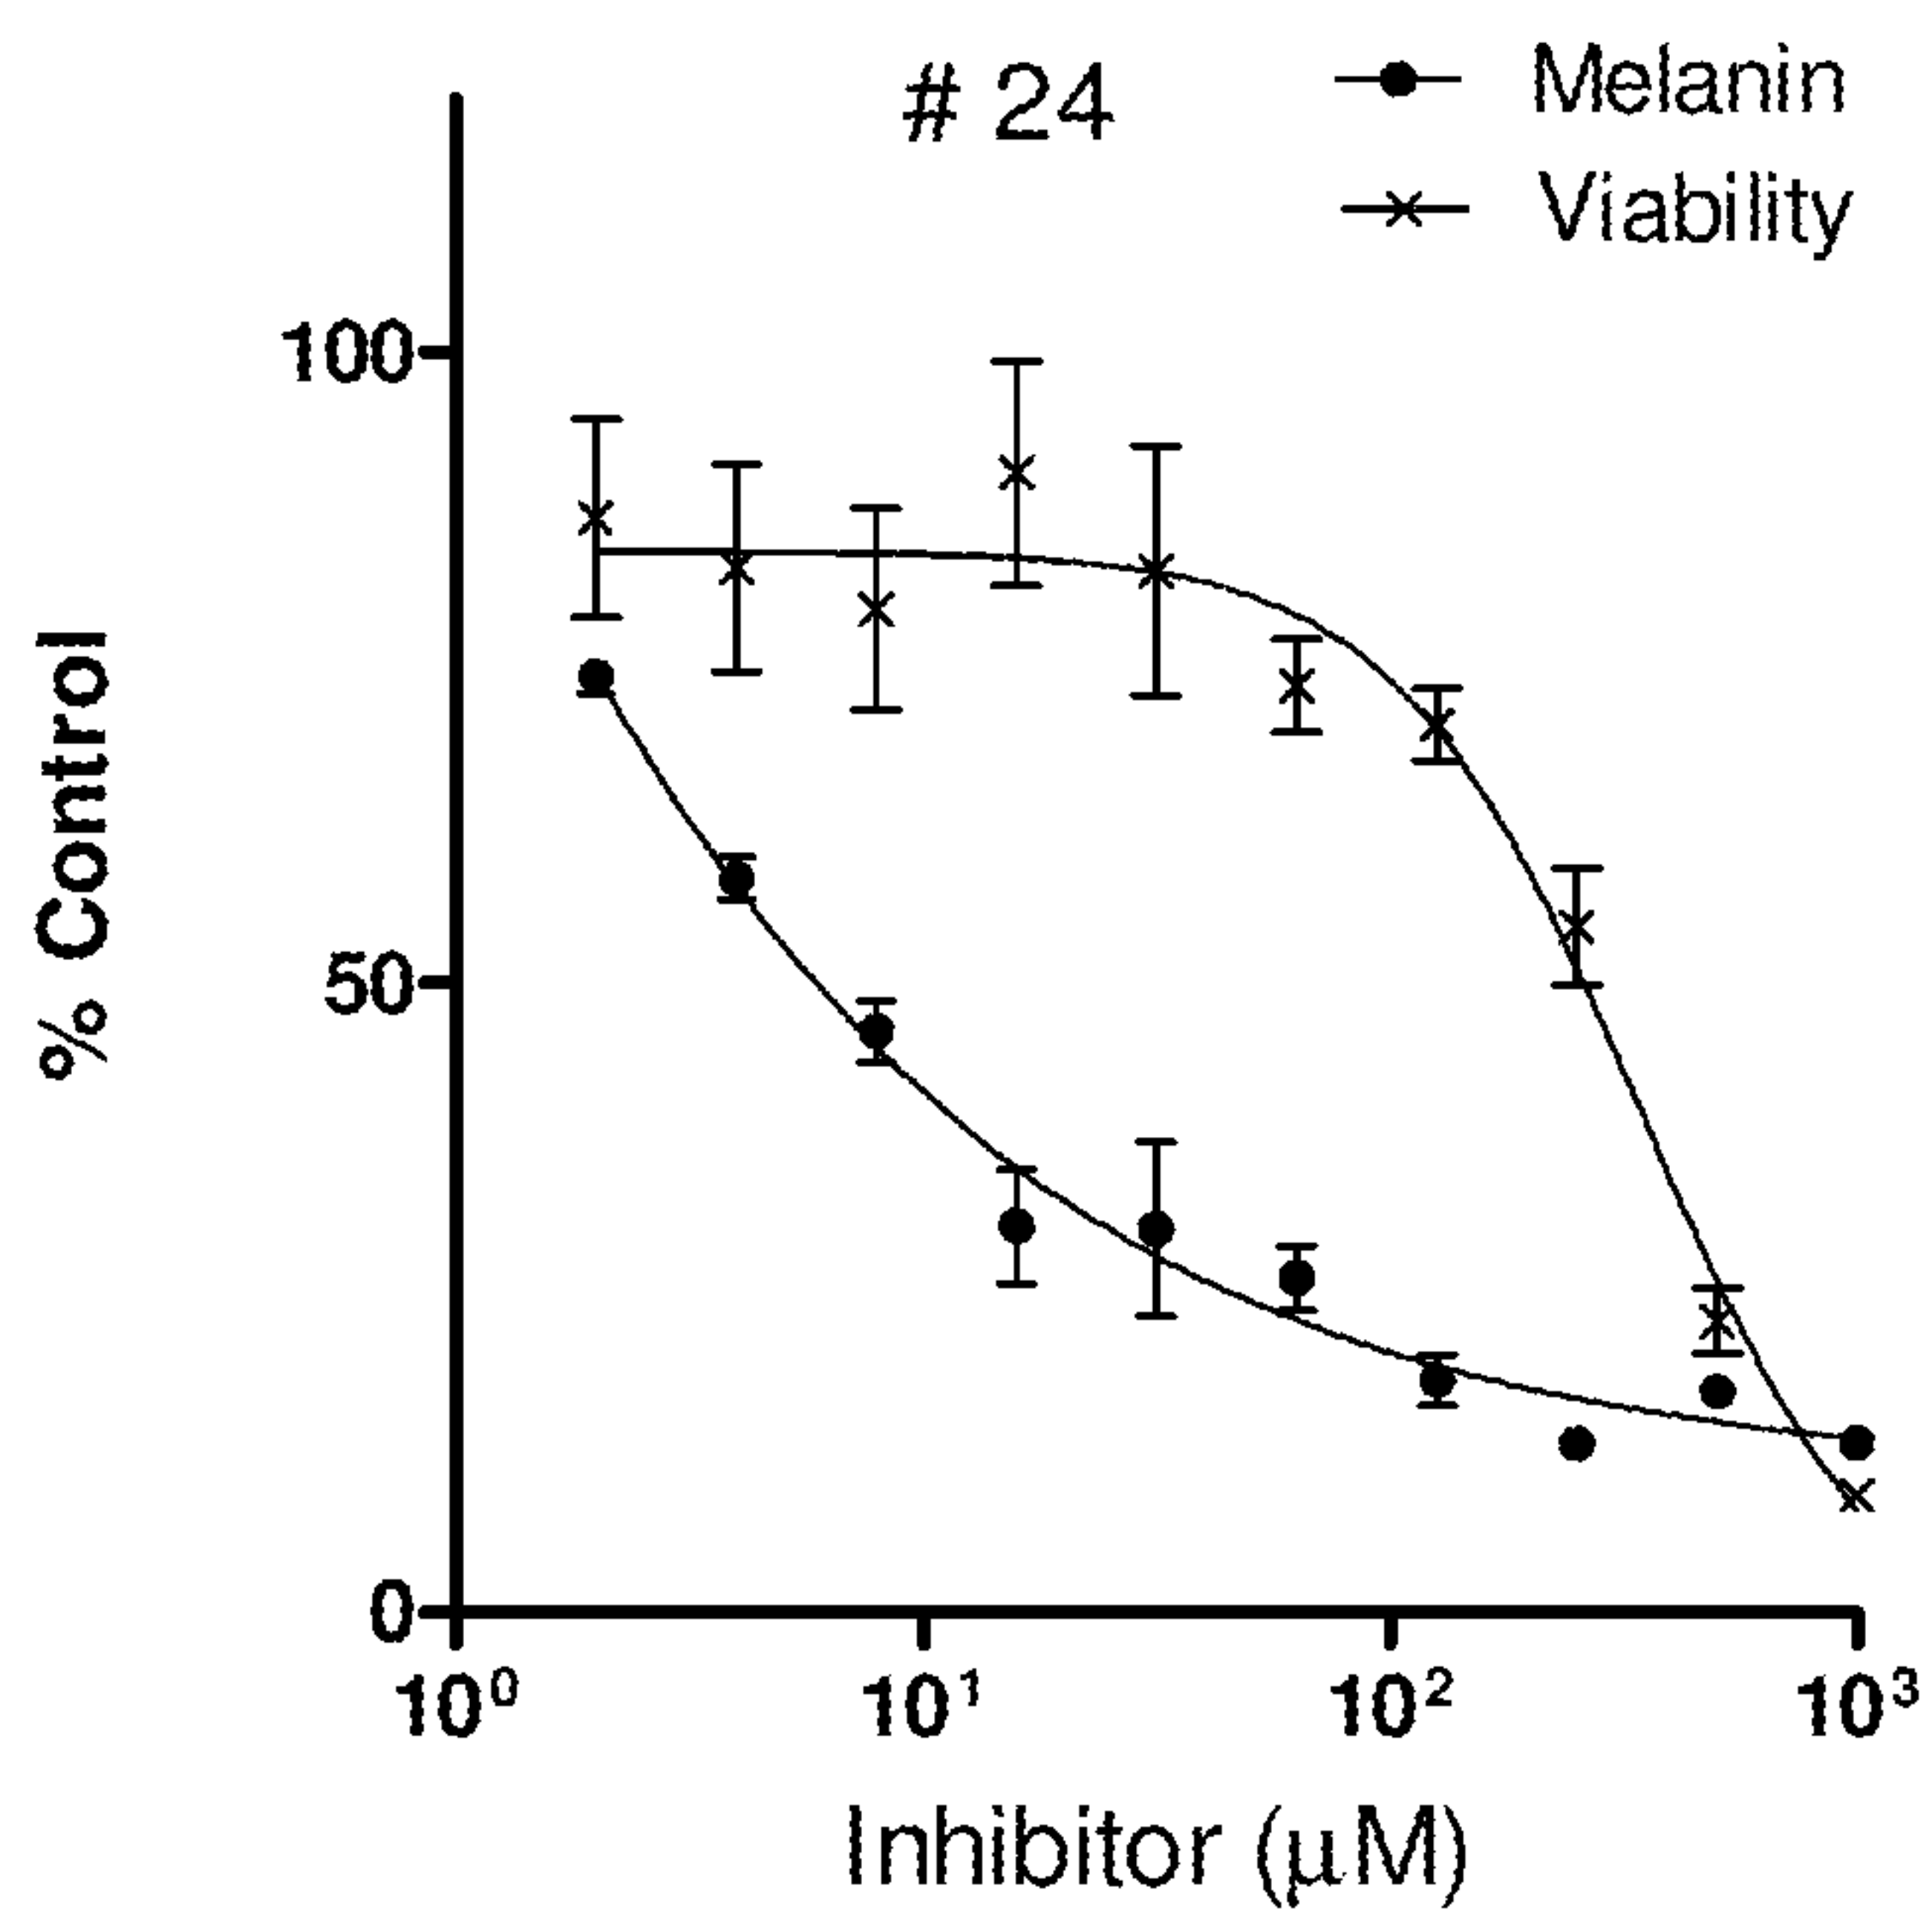 # 24
Melanin
Viability
% Control
100
50
0
10⁰
10¹
10²
10³
Inhibitor (µM)